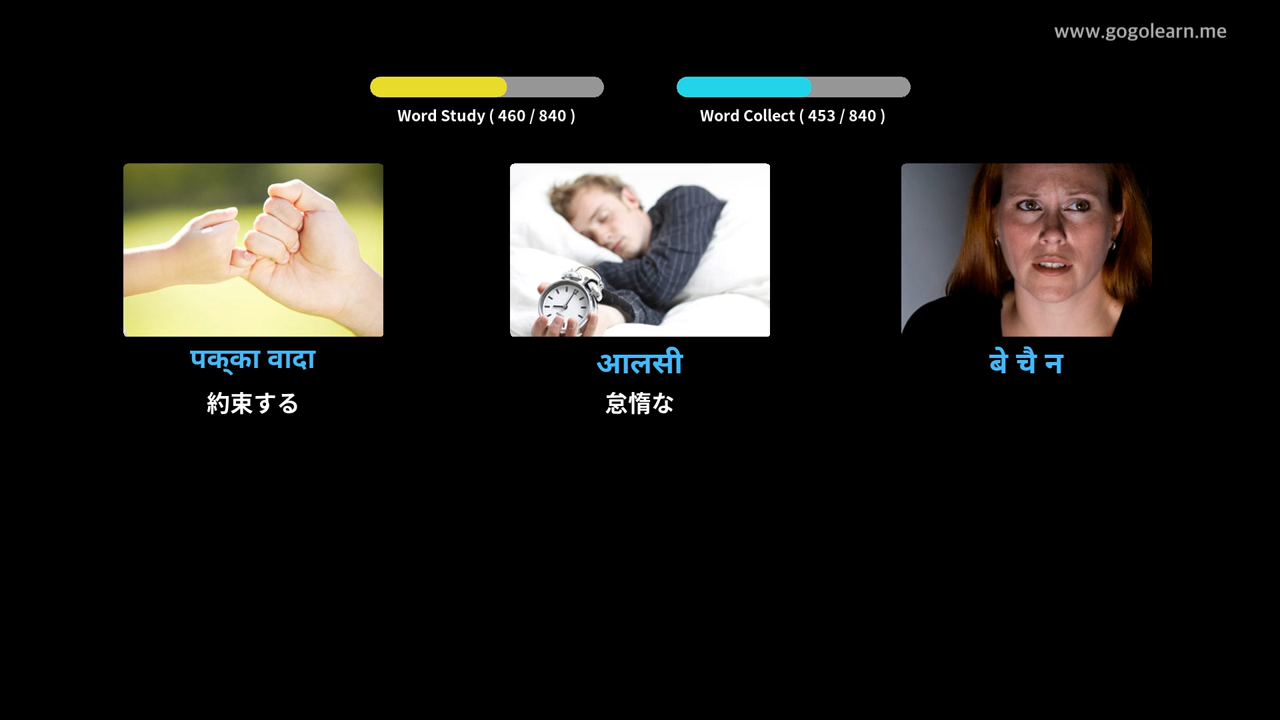 www.gogolearn.me
Word Study ( 460 / 840 )
Word Collect ( 453 / 840 )
पक्‌का वादा
आलसी
बे चै न
約束する
怠惰な